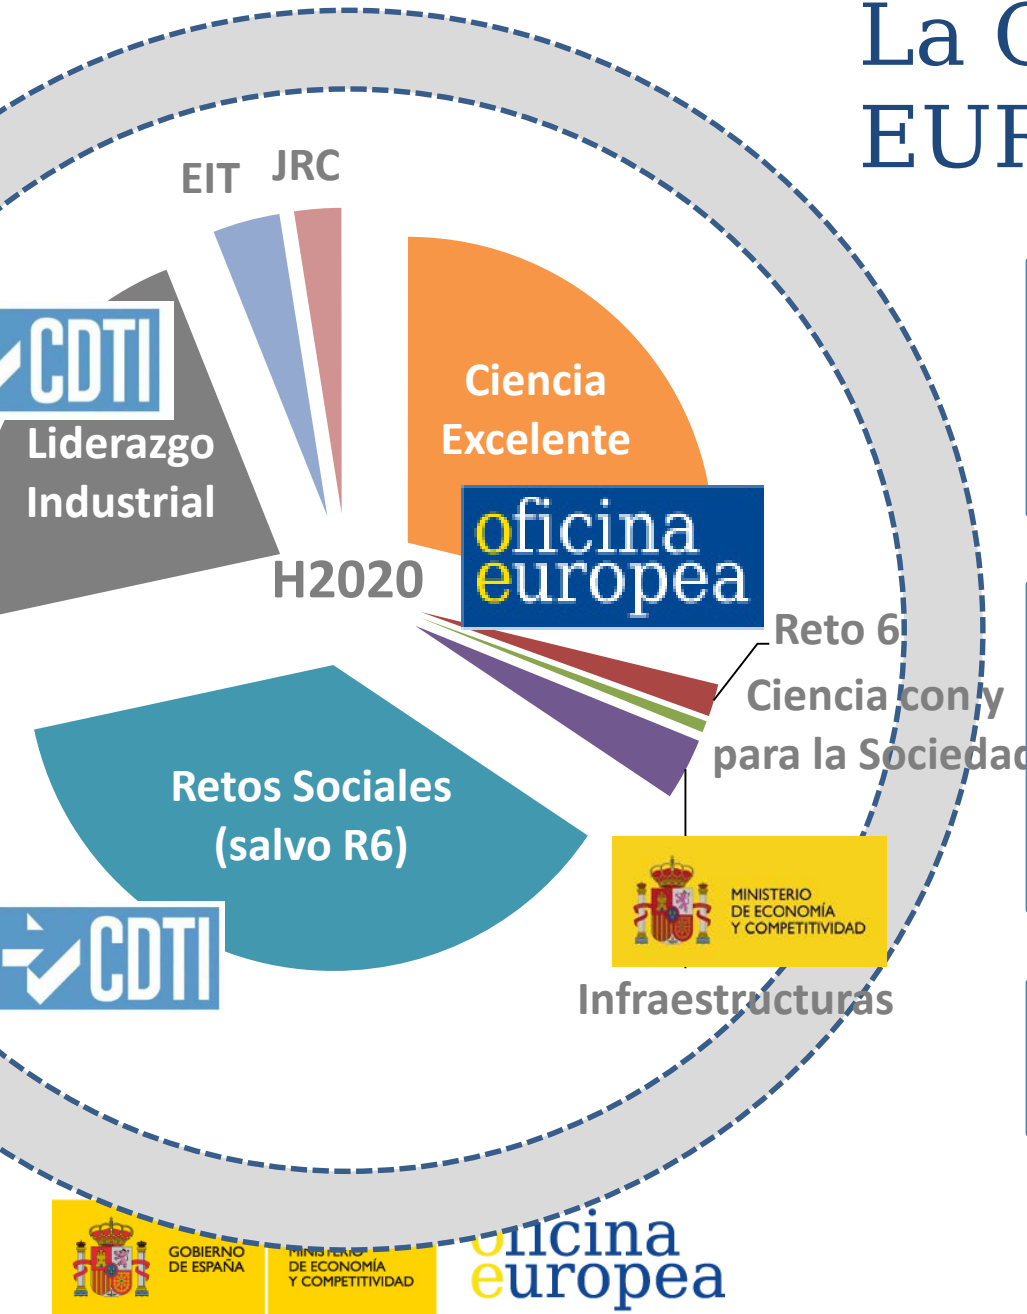 La
EIT JRC
CDTI
Ciencia
Excelente
Liderazgo
Industrial
oficina
europea
H2020
Reto 6
Ciencia con y
para la Sociedad
Retos Sociales
(salvo R6)
MINISTERIO
DE ECONOMÍA
Y COMPETITIVIDAD
CDTI
Infraestructuras
GOBIERNO
DE ESPAÑA
MINISTERIO
DE ECONOMÍA
Y COMPETITIVIDAD
oficina
europea